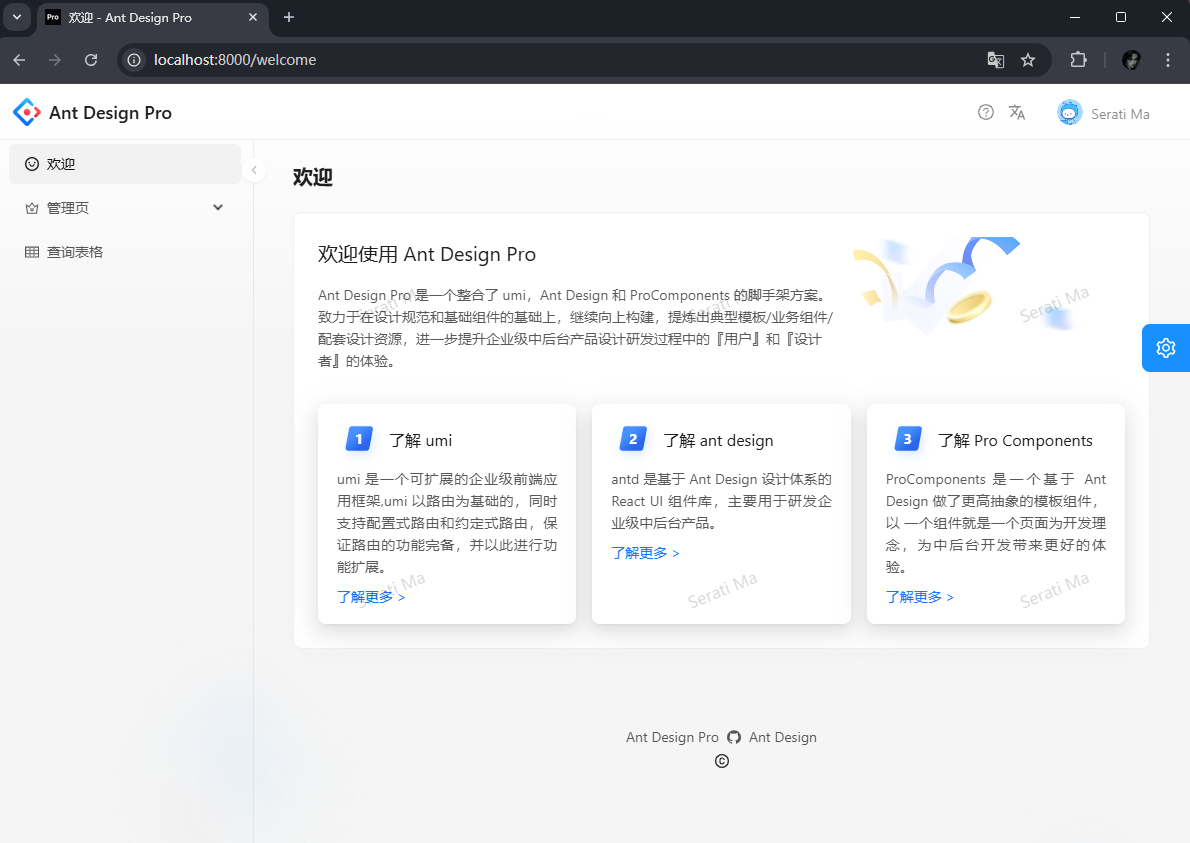 Pro 欢迎 - Ant Design Pro
localhost:8000/welcome
Ant Design Pro
Serati Ma
欢迎
管理页
查询表格
欢迎
欢迎使用 Ant Design Pro
Ant Design Pro 是一个整合了 umi，Ant Design 和 ProComponents 的脚手架方案。
致力于在设计规范和基础组件的基础上，继续向上构建，提炼出典型模板/业务组件/
配套设计资源，进一步提升企业级中后台产品设计研发过程中的『用户』和『设计
者』的体验。
Serati Ma
Serati Ma
Serati Ma
1 了解 umi
umi 是一个可扩展的企业级前端应
用框架,umi 以路由为基础的，同时
支持配置式路由和约定式路由，保
证路由的功能完备，并以此进行功
能扩展。
了解更多 >
Serati Ma
2 了解 ant design
antd 是基于 Ant Design 设计体系的
React UI 组件库，主要用于研发企
业级中后台产品。
了解更多 >
Serati Ma
3 了解 Pro Components
ProComponents 是一个基于 Ant
Design 做了更高抽象的模板组件，
以 一个组件就是一个页面为开发理
念，为中后台开发带来更好的体
验。
了解更多 >
Serati Ma
Ant Design Pro Ant Design
©